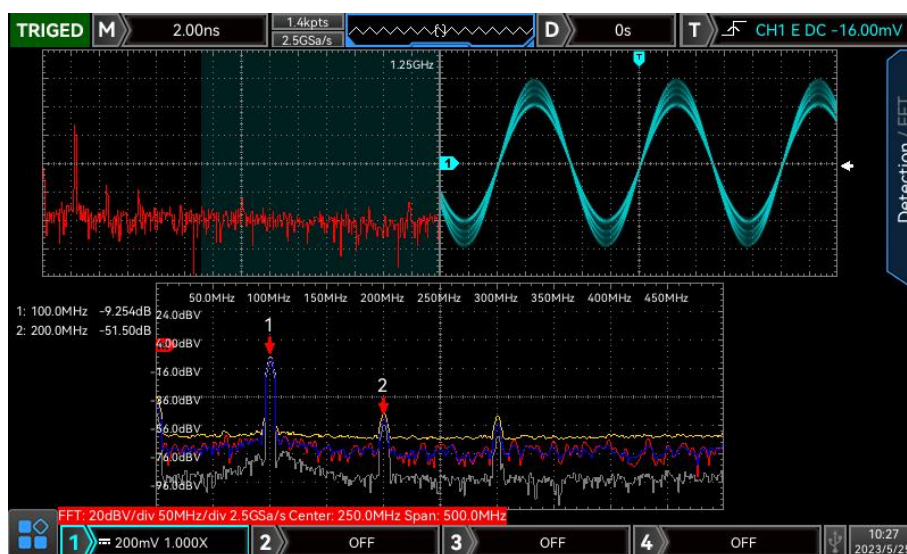 TRIGED M 2.00ns 1.4kpts 2.5GSa/s D 0s T CH1 E DC -16.00mV
1.25GHz
T
1
Detection / FFT
50.0MHz 100MHz 150MHz 200MHz 250MHz 300MHz 350MHz 400MHz 450MHz
1: 100.0MHz -9.254dB
2: 200.0MHz -51.50dB
24.0dBV
1
4.00dBV
-16.0dBV
2
-36.0dBV
-56.0dBV
-76.0dBV
-96.0dBV
FFT: 20dBV/div 50MHz/div 2.5GSa/s Center: 250.0MHz Span: 500.0MHz
1 200mV 1.000X 2 OFF 3 OFF 4 OFF 10:27
2023/5/25